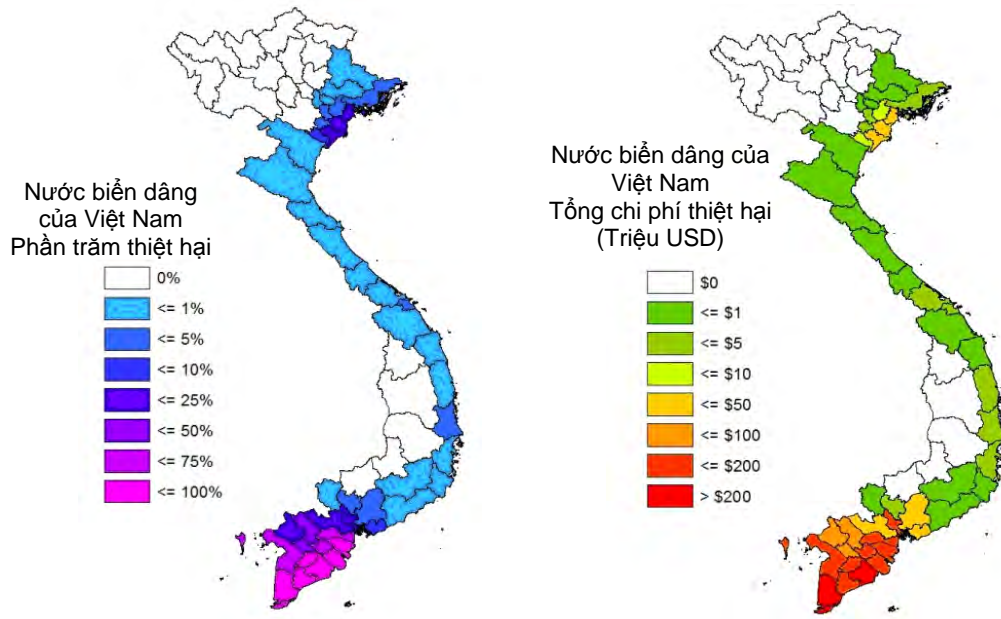 Nước biển dâng
của Việt Nam
Phần trăm thiệt hại
0%
<= 1%
<= 5%
<= 10%
<= 25%
<= 50%
<= 75%
<= 100%
Nước biển dâng của
Việt Nam
Tổng chi phí thiệt hại
(Triệu USD)
$0
<= $1
<= $5
<= $10
<= $50
<= $100
<= $200
> $200